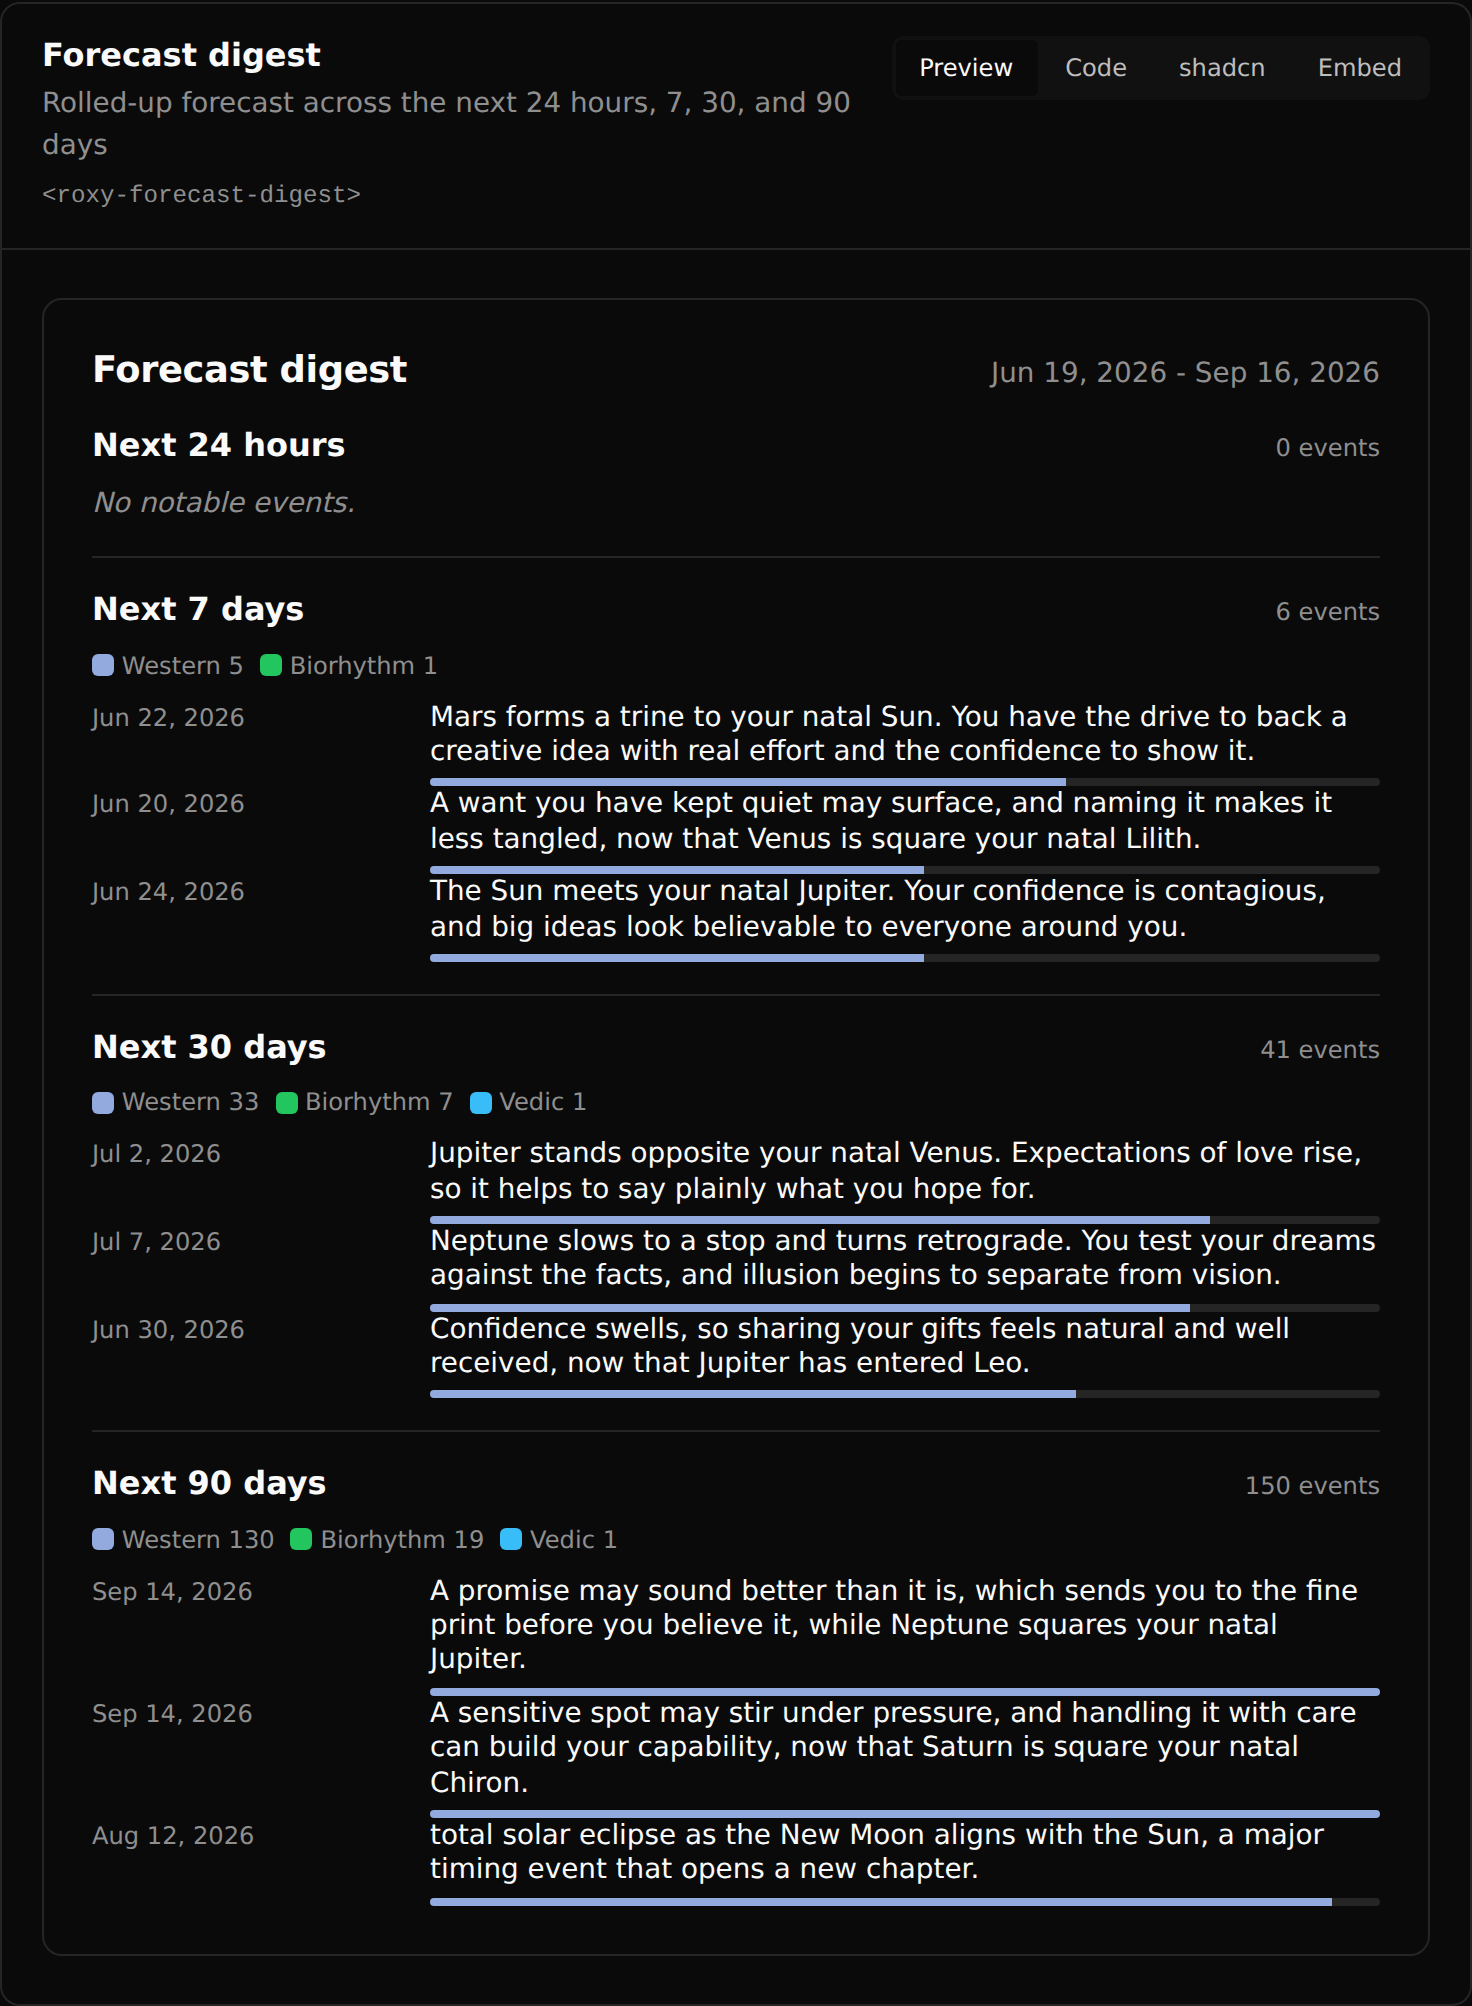 Forecast digest
Preview Code shadcn Embed
Rolled-up forecast across the next 24 hours, 7, 30, and 90
days
<roxy-forecast-digest>
Forecast digest Jun 19, 2026 - Sep 16, 2026
Next 24 hours 0 events
No notable events.
Next 7 days 6 events
Western 5 Biorhythm 1
Jun 22, 2026 Mars forms a trine to your natal Sun. You have the drive to back a
creative idea with real effort and the confidence to show it.
Jun 20, 2026 A want you have kept quiet may surface, and naming it makes it
less tangled, now that Venus is square your natal Lilith.
Jun 24, 2026 The Sun meets your natal Jupiter. Your confidence is contagious,
and big ideas look believable to everyone around you.
Next 30 days 41 events
Western 33 Biorhythm 7 Vedic 1
Jul 2, 2026 Jupiter stands opposite your natal Venus. Expectations of love rise,
so it helps to say plainly what you hope for.
Jul 7, 2026 Neptune slows to a stop and turns retrograde. You test your dreams
against the facts, and illusion begins to separate from vision.
Jun 30, 2026 Confidence swells, so sharing your gifts feels natural and well
received, now that Jupiter has entered Leo.
Next 90 days 150 events
Western 130 Biorhythm 19 Vedic 1
Sep 14, 2026 A promise may sound better than it is, which sends you to the fine
print before you believe it, while Neptune squares your natal
Jupiter.
Sep 14, 2026 A sensitive spot may stir under pressure, and handling it with care
can build your capability, now that Saturn is square your natal
Chiron.
Aug 12, 2026 total solar eclipse as the New Moon aligns with the Sun, a major
timing event that opens a new chapter.